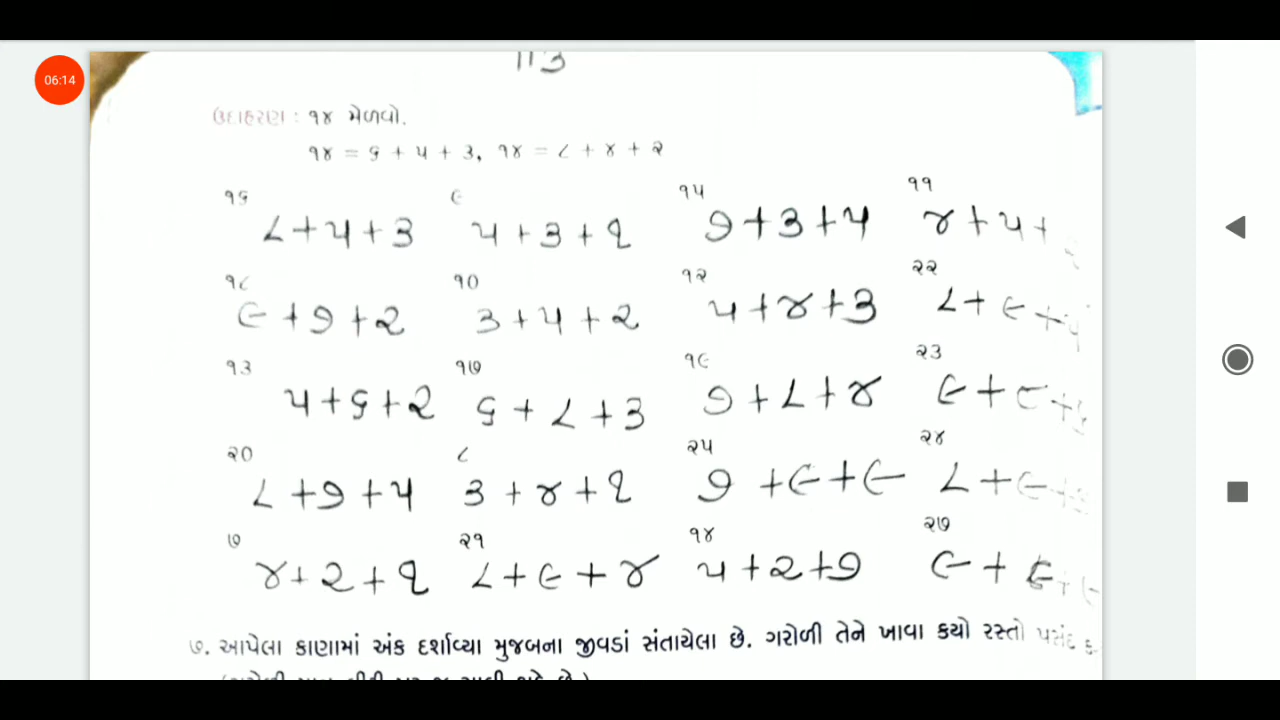 113
ઉદાહરણ : ૧૪ મેળવો.
૧૪ = ૬ + ૫ + ૩, ૧૪ = ૮ + ૪ + ૨
૧૬ ૯ ૧૫ ૧૧
૮+૫+૩ ૫+૩+૧ ૭+૩+૫ ૪+૫+
૧૮ ૧૦ ૧૨ ૨૨
૯+૭+૨ ૩+૫+૨ ૫+૪+૩ ૮+૯+૫
૧૩ ૧૭ ૧૯ ૨૩
૫+૬+૨ ૬+૮+૩ ૭+૮+૪ ૯+૯+
૨૦ ૮ ૨૫ ૨૪
૮+૭+૫ ૩+૪+૧ ૭+૯+૯ ૮+૯+
૭ ૨૧ ૧૪ ૨૭
૪+૨+૧ ૮+૯+૪ ૫+૨+૭ ૯+૯+૯
૭. આપેલા કાણામાં અંક દર્શાવ્યા મુજબના જીવડાં સંતાયેલા છે. ગરોળી તેને ખાવા કયો રસ્તો પસંદ
06:14